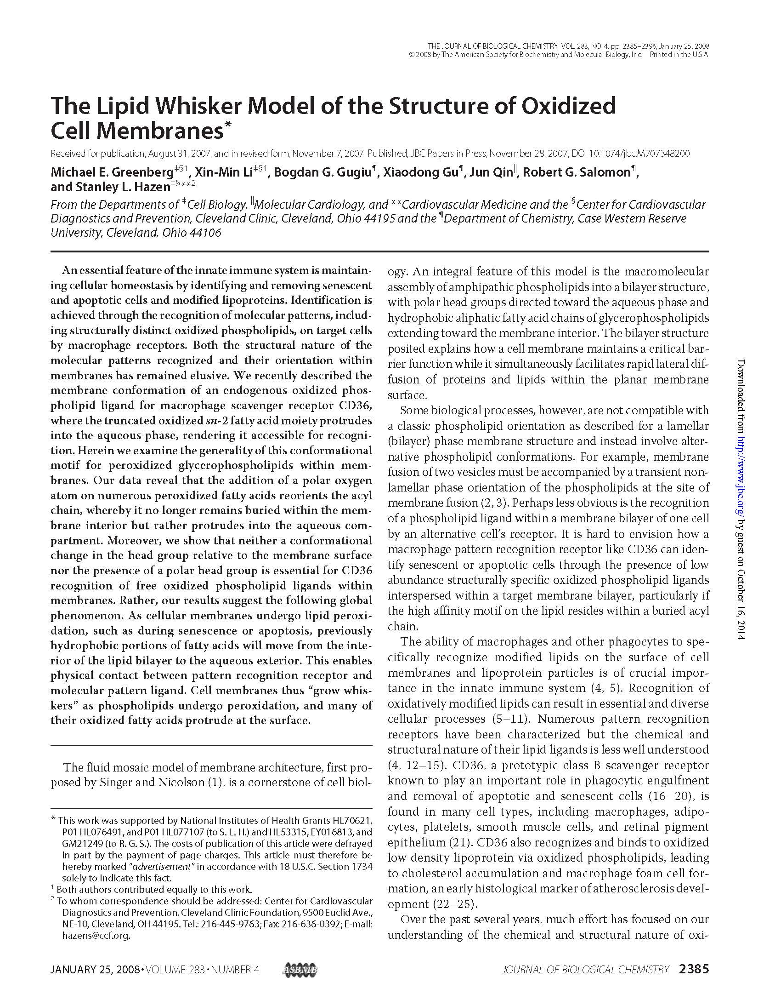 THE JOURNAL OF BIOLOGICAL CHEMISTRY VOL. 283, NO. 4, pp. 2385–2396, January 25, 2008
© 2008 by The American Society for Biochemistry and Molecular Biology, Inc. Printed in the U.S.A.
The Lipid Whisker Model of the Structure of Oxidized
Cell Membranes*
Received for publication, August 31, 2007, and in revised form, November 7, 2007 Published, JBC Papers in Press, November 28, 2007, DOI 10.1074/jbc.M707348200
Michael E. Greenberg‡§1, Xin-Min Li‡§1, Bogdan G. Gugiu¶, Xiaodong Gu¶, Jun Qin‖, Robert G. Salomon¶,
and Stanley L. Hazen‡§**2
From the Departments of ‡Cell Biology, ‖Molecular Cardiology, and **Cardiovascular Medicine and the §Center for Cardiovascular
Diagnostics and Prevention, Cleveland Clinic, Cleveland, Ohio 44195 and the ¶Department of Chemistry, Case Western Reserve
University, Cleveland, Ohio 44106
An essential feature of the innate immune system is maintain-
ing cellular homeostasis by identifying and removing senescent
and apoptotic cells and modified lipoproteins. Identification is
achieved through the recognition of molecular patterns, includ-
ing structurally distinct oxidized phospholipids, on target cells
by macrophage receptors. Both the structural nature of the
molecular patterns recognized and their orientation within
membranes has remained elusive. We recently described the
membrane conformation of an endogenous oxidized phos-
pholipid ligand for macrophage scavenger receptor CD36,
where the truncated oxidized sn-2 fatty acid moiety protrudes
into the aqueous phase, rendering it accessible for recogni-
tion. Herein we examine the generality of this conformational
motif for peroxidized glycerophospholipids within mem-
branes. Our data reveal that the addition of a polar oxygen
atom on numerous peroxidized fatty acids reorients the acyl
chain, whereby it no longer remains buried within the mem-
brane interior but rather protrudes into the aqueous com-
partment. Moreover, we show that neither a conformational
change in the head group relative to the membrane surface
nor the presence of a polar head group is essential for CD36
recognition of free oxidized phospholipid ligands within
membranes. Rather, our results suggest the following global
phenomenon. As cellular membranes undergo lipid peroxi-
dation, such as during senescence or apoptosis, previously
hydrophobic portions of fatty acids will move from the inte-
rior of the lipid bilayer to the aqueous exterior. This enables
physical contact between pattern recognition receptor and
molecular pattern ligand. Cell membranes thus “grow whis-
kers” as phospholipids undergo peroxidation, and many of
their oxidized fatty acids protrude at the surface.
The fluid mosaic model of membrane architecture, first pro-
posed by Singer and Nicolson (1), is a cornerstone of cell biol-
* This work was supported by National Institutes of Health Grants HL70621,
P01 HL076491, and P01 HL077107 (to S. L. H.) and HL53315, EY016813, and
GM21249 (to R. G. S.). The costs of publication of this article were defrayed
in part by the payment of page charges. This article must therefore be
hereby marked “advertisement” in accordance with 18 U.S.C. Section 1734
solely to indicate this fact.
1 Both authors contributed equally to this work.
2 To whom correspondence should be addressed: Center for Cardiovascular
Diagnostics and Prevention, Cleveland Clinic Foundation, 9500 Euclid Ave.,
NE-10, Cleveland, OH 44195. Tel.: 216-445-9763; Fax: 216-636-0392; E-mail:
hazens@ccf.org.
ogy. An integral feature of this model is the macromolecular
assembly of amphipathic phospholipids into a bilayer structure,
with polar head groups directed toward the aqueous phase and
hydrophobic aliphatic fatty acid chains of glycerophospholipids
extending toward the membrane interior. The bilayer structure
posited explains how a cell membrane maintains a critical bar-
rier function while it simultaneously facilitates rapid lateral dif-
fusion of proteins and lipids within the planar membrane
surface.
Some biological processes, however, are not compatible with
a classic phospholipid orientation as described for a lamellar
(bilayer) phase membrane structure and instead involve alter-
native phospholipid conformations. For example, membrane
fusion of two vesicles must be accompanied by a transient non-
lamellar phase orientation of the phospholipids at the site of
membrane fusion (2, 3). Perhaps less obvious is the recognition
of a phospholipid ligand within a membrane bilayer of one cell
by an alternative cell’s receptor. It is hard to envision how a
macrophage pattern recognition receptor like CD36 can iden-
tify senescent or apoptotic cells through the presence of low
abundance structurally specific oxidized phospholipid ligands
interspersed within a target membrane bilayer, particularly if
the high affinity motif on the lipid resides within a buried acyl
chain.
The ability of macrophages and other phagocytes to spe-
cifically recognize modified lipids on the surface of cell
membranes and lipoprotein particles is of crucial impor-
tance in the innate immune system (4, 5). Recognition of
oxidatively modified lipids can result in essential and diverse
cellular processes (5–11). Numerous pattern recognition
receptors have been characterized but the chemical and
structural nature of their lipid ligands is less well understood
(4, 12–15). CD36, a prototypic class B scavenger receptor
known to play an important role in phagocytic engulfment
and removal of apoptotic and senescent cells (16–20), is
found in many cell types, including macrophages, adipo-
cytes, platelets, smooth muscle cells, and retinal pigment
epithelium (21). CD36 also recognizes and binds to oxidized
low density lipoprotein via oxidized phospholipids, leading
to cholesterol accumulation and macrophage foam cell for-
mation, an early histological marker of atherosclerosis devel-
opment (22–25).
Over the past several years, much effort has focused on our
understanding of the chemical and structural nature of oxi-
JANUARY 25, 2008 • VOLUME 283 • NUMBER 4
ASBMB
JOURNAL OF BIOLOGICAL CHEMISTRY 2385
Downloaded from http://www.jbc.org/ by guest on October 16, 2014